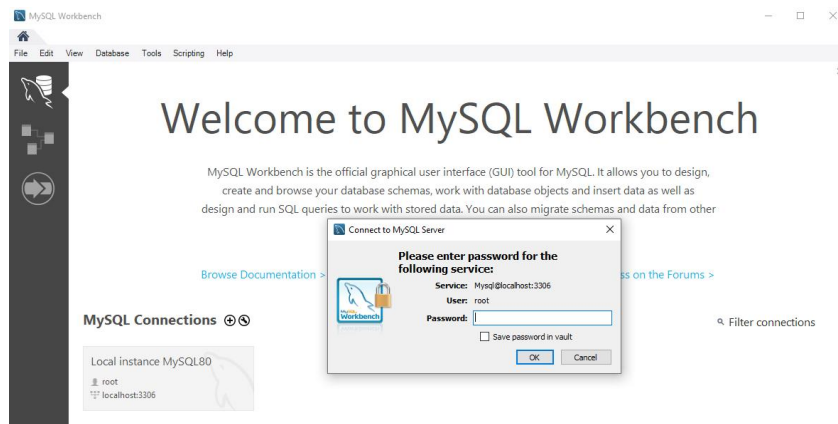 MySQL Workbench
File Edit View Database Tools Scripting Help
Welcome to MySQL Workbench
MySQL Workbench is the official graphical user interface (GUI) tool for MySQL. It allows you to design,
create and browse your database schemas, work with database objects and insert data as well as
design and run SQL queries to work with stored data. You can also migrate schemas and data from other
Connect to MySQL Server
Please enter password for the
following service:
Service: Mysql@localhost:3306
User: root
Password:
Save password in vault
OK Cancel
MySQL
Workbench
Browse Documentation >
ss on the Forums >
MySQL Connections
Filter connections
Local instance MySQL80
root
localhost:3306